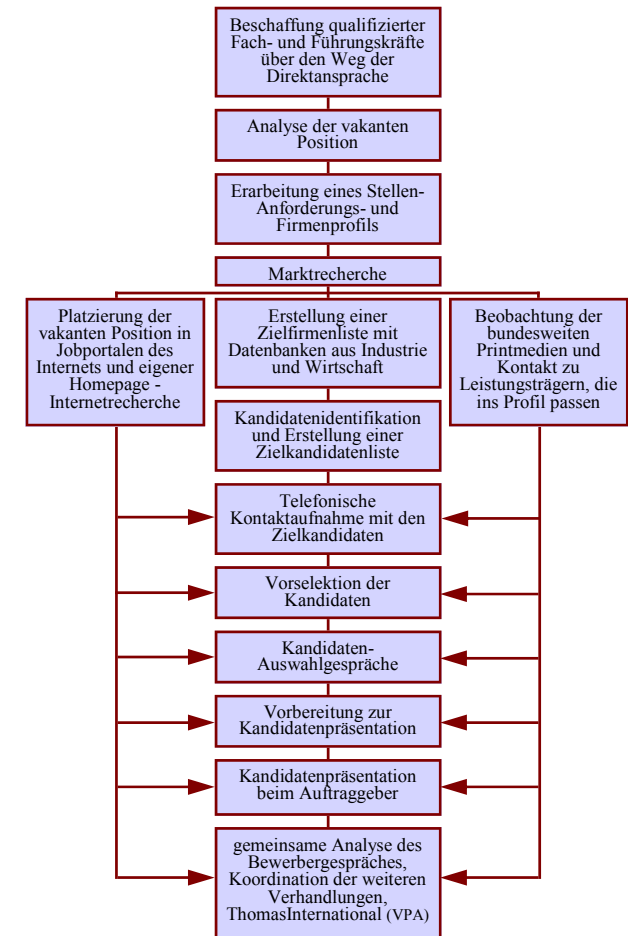 Beschaffung qualifizierter
Fach- und Führungskräfte
über den Weg der
Direktansprache
Analyse der vakanten
Position
Erarbeitung eines Stellen-
Anforderungs- und
Firmenprofils
Marktrecherche
Platzierung der
vakanten Position in
Jobportalen des
Internets und eigener
Homepage -
Internetrecherche
Erstellung einer
Zielfirmenliste mit
Datenbanken aus Industrie
und Wirtschaft
Beobachtung der
bundesweiten
Printmedien und
Kontakt zu
Leistungsträgern, die
ins Profil passen
Kandidatenidentifikation
und Erstellung einer
Zielkandidatenliste
Telefonische
Kontaktaufnahme mit den
Zielkandidaten
Vorselektion der
Kandidaten
Kandidaten-
Auswahlgespräche
Vorbereitung zur
Kandidatenpräsentation
Kandidatenpräsentation
beim Auftraggeber
gemeinsame Analyse des
Bewerbergespräches,
Koordination der weiteren
Verhandlungen,
ThomasInternational (VPA)